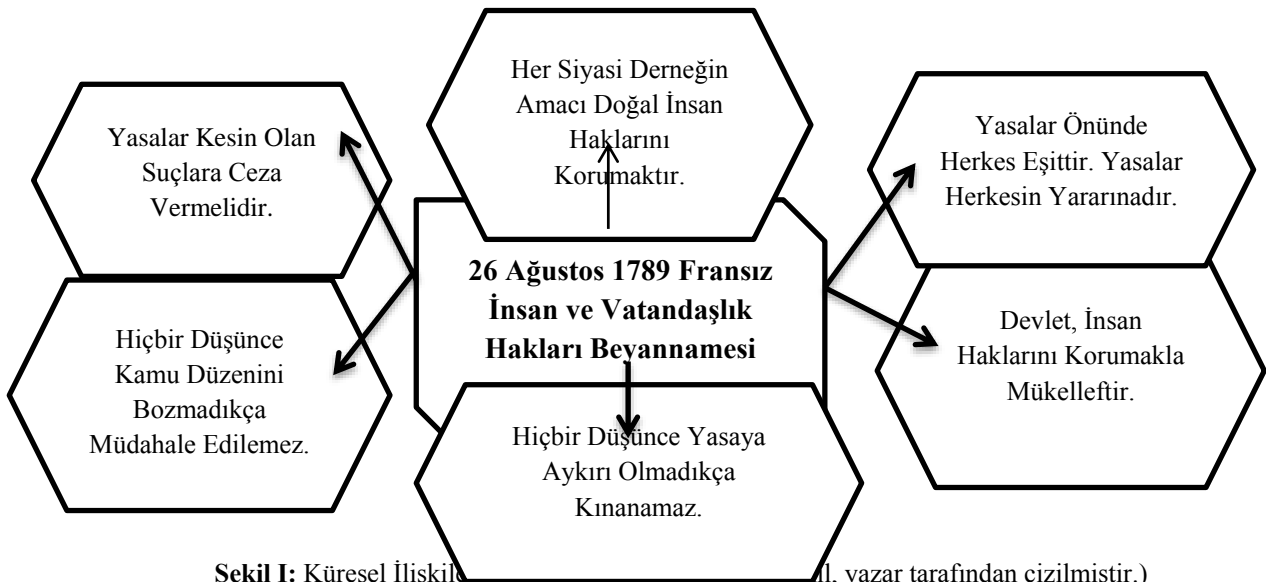 Her Siyasi Derneğin
Amacı Doğal İnsan
Haklarını
Korumaktır.
Yasalar Kesin Olan
Suçlara Ceza
Vermelidir.
Yasalar Önünde
Herkes Eşittir. Yasalar
Herkesin Yararınadır.
26 Ağustos 1789 Fransız
İnsan ve Vatandaşlık
Hakları Beyannamesi
Hiçbir Düşünce
Kamu Düzenini
Bozmadıkça
Müdahale Edilemez.
Devlet, İnsan
Haklarını Korumakla
Mükelleftir.
Hiçbir Düşünce Yasaya
Aykırı Olmadıkça
Kınanamaz.
Şekil I: Küresel yazar tarafından çizilmiştir.)